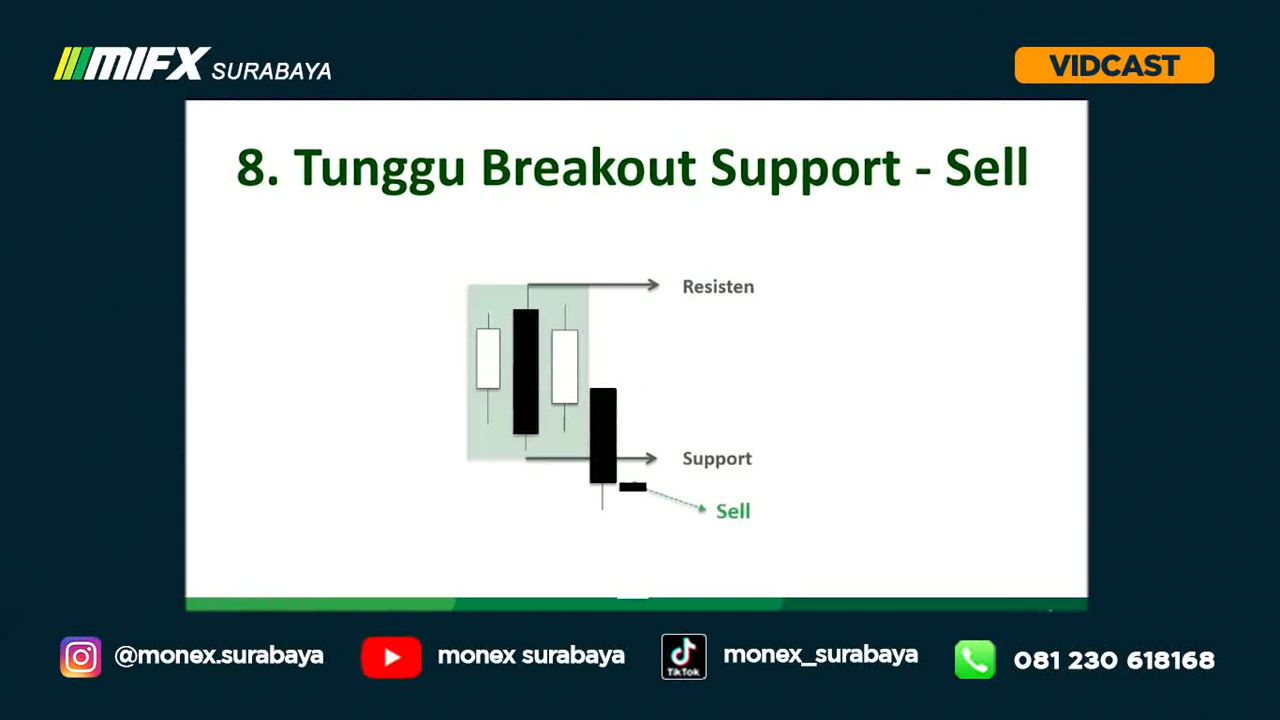 MIFX SURABAYA
VIDCAST
8. Tunggu Breakout Support - Sell
Resisten
Support
Sell
@monex.surabaya
monex surabaya
TikTok
monex_surabaya
081 230 618168